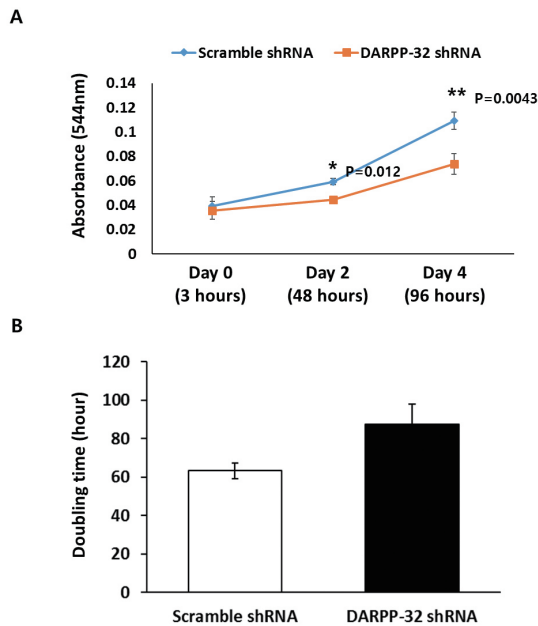 A
Scramble shRNA DARPP-32 shRNA
Absorbance (544nm)
0.14
0.12
0.1
0.08
0.06
0.04
0.02
0
** P=0.0043
* P=0.012
Day 0 Day 2 Day 4
(3 hours) (48 hours) (96 hours)
B
Doubling time (hour)
120
100
80
60
40
20
0
Scramble shRNA DARPP-32 shRNA